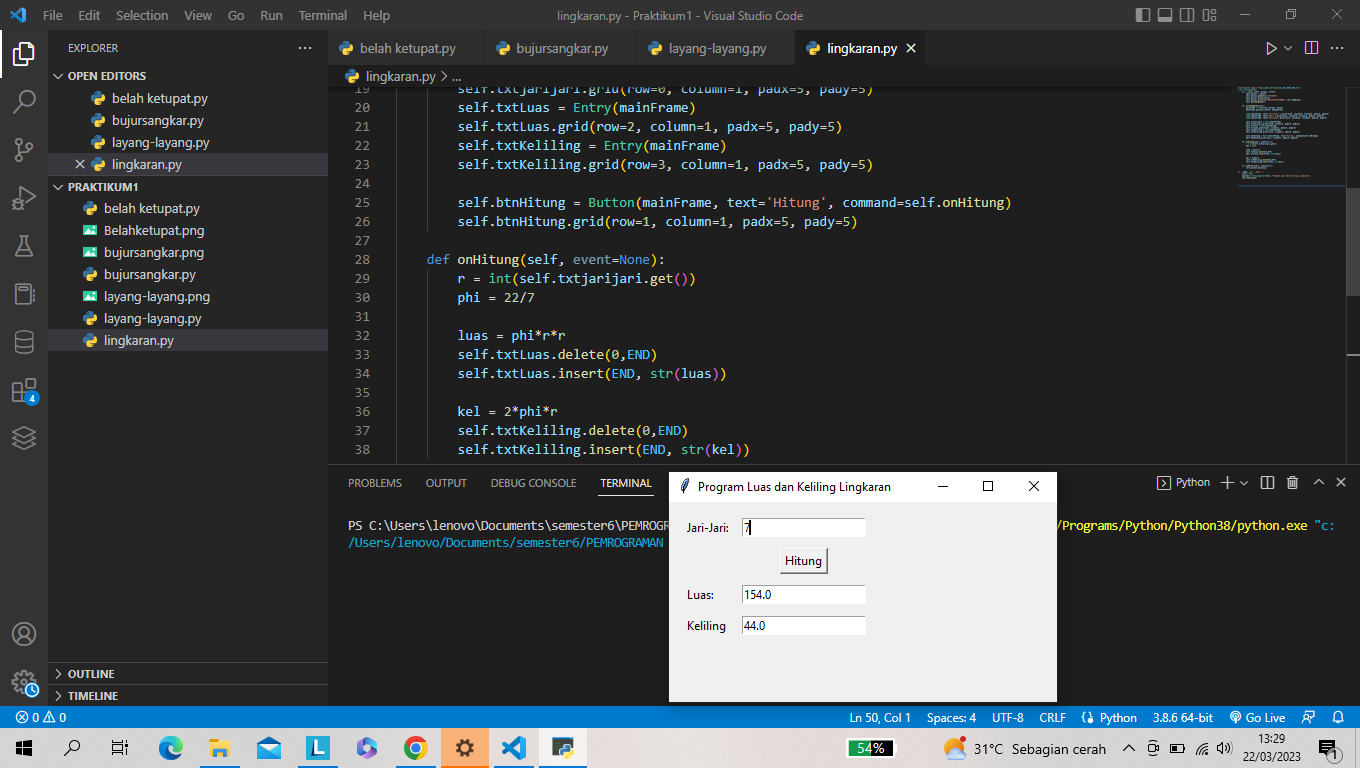 File Edit Selection View Go Run Terminal Help lingkaran.py - Praktikum1 - Visual Studio Code
EXPLORER
OPEN EDITORS
belah ketupat.py
bujursangkar.py
layang-layang.py
lingkaran.py
PRAKTIKUM1
belah ketupat.py
Belahketupat.png
bujursangkar.png
bujursangkar.py
layang-layang.png
layang-layang.py
lingkaran.py
OUTLINE
TIMELINE
4
belah ketupat.py bujursangkar.py layang-layang.py lingkaran.py
lingkaran.py > ...
19 self.txtjarijari.grid(row=0, column=1, padx=5, pady=5)
20 self.txtLuas = Entry(mainFrame)
21 self.txtLuas.grid(row=2, column=1, padx=5, pady=5)
22 self.txtKeliling = Entry(mainFrame)
23 self.txtKeliling.grid(row=3, column=1, padx=5, pady=5)
24
25 self.btnHitung = Button(mainFrame, text='Hitung', command=self.onHitung)
26 self.btnHitung.grid(row=1, column=1, padx=5, pady=5)
27
28 def onHitung(self, event=None):
29 r = int(self.txtjarijari.get())
30 phi = 22/7
31
32 luas = phi*r*r
33 self.txtLuas.delete(0,END)
34 self.txtLuas.insert(END, str(luas))
35
36 kel = 2*phi*r
37 self.txtKeliling.delete(0,END)
38 self.txtKeliling.insert(END, str(kel))
PROBLEMS OUTPUT DEBUG CONSOLE TERMINAL Python
PS C:\Users\lenovo\Documents\semester6\PEMROGR /Programs/Python/Python38/python.exe "c:
/Users/lenovo/Documents/semester6/PEMROGRAMAN
Program Luas dan Keliling Lingkaran
Jari-Jari: 7
Hitung
Luas: 154.0
Keliling 44.0
0 0 Ln 50, Col 1 Spaces: 4 UTF-8 CRLF Python 3.8.6 64-bit Go Live
54% 31°C Sebagian cerah 13:29
22/03/2023
1